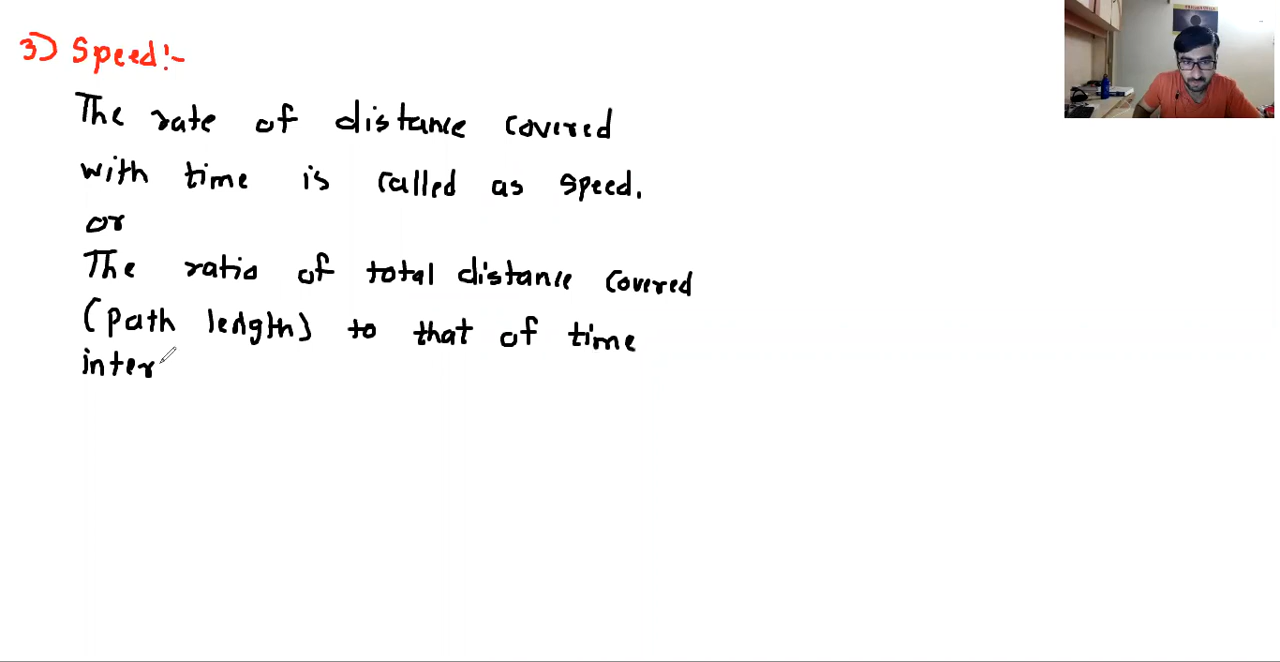 3) Speed:-
The rate of distance covered
with time is called as speed.
or
The ratio of total distance covered
(path length) to that of time
inter